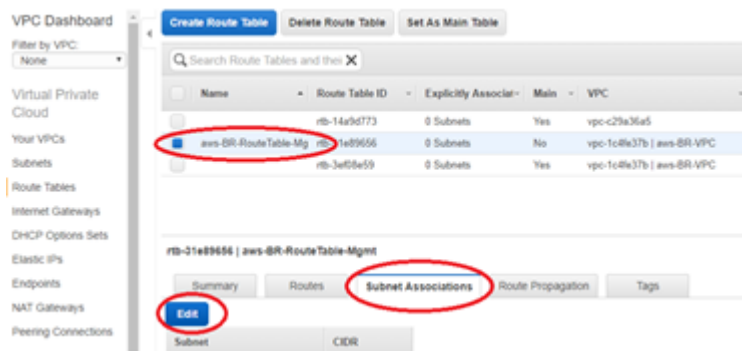 VPC Dashboard
Filter by VPC:
None
Virtual Private
Cloud
Your VPCs
Subnets
Route Tables
Internet Gateways
DHCP Options Sets
Elastic IPs
Endpoints
NAT Gateways
Peering Connections
Create Route Table Delete Route Table Set As Main Table
Search Route Tables and thei X
Name Route Table ID Explicitly Associat Main VPC
rtb-14a9d773 0 Subnets Yes vpc-c29a36a5
aws-BR-RouteTable-Mg rtb-31e89656 0 Subnets No vpc-1c4fe37b | aws-BR-VPC
rtb-3ef08e59 0 Subnets Yes vpc-1c4fe37b | aws-BR-VPC
rtb-31e89656 | aws-BR-RouteTable-Mgmt
Summary Routes Subnet Associations Route Propagation Tags
Edit
Subnet CIDR